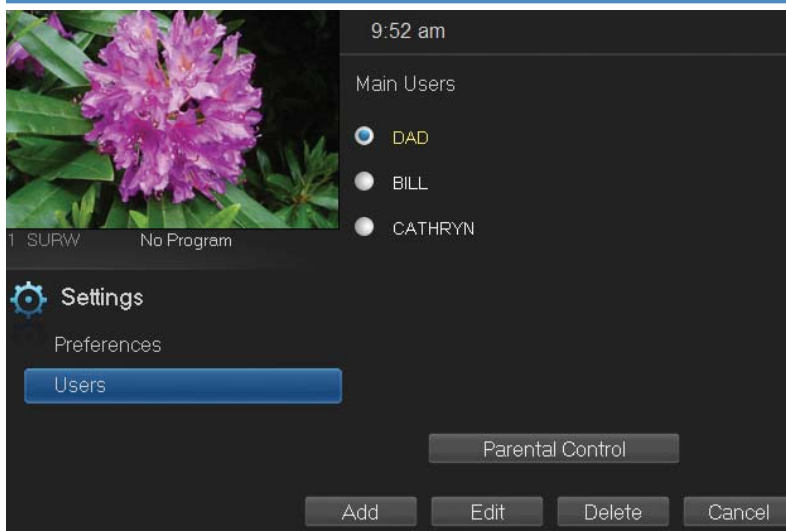 9:52 am
Main Users
DAD
BILL
CATHRYN
1 SURW No Program
Settings
Preferences
Users
Parental Control
Add Edit Delete Cancel